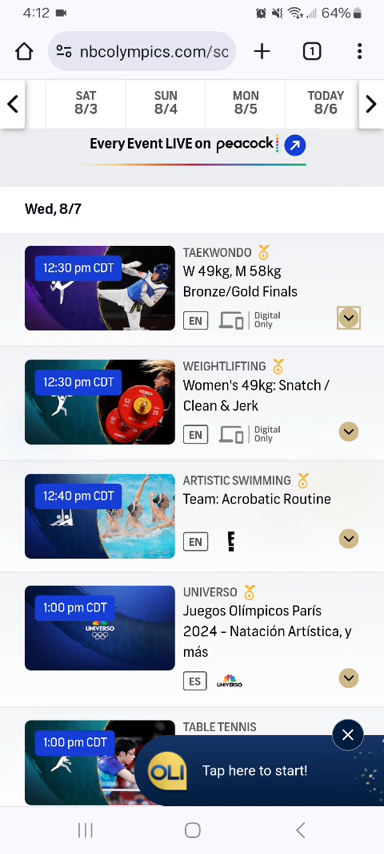 4:12
64%
nbcolympics.com/sc
1
SAT
8/3
SUN
8/4
MON
8/5
TODAY
8/6
Every Event LIVE on peacock
Wed, 8/7
12:30 pm CDT
TAEKWONDO
W 49kg, M 58kg
Bronze/Gold Finals
EN
Digital
Only
12:30 pm CDT
WEIGHTLIFTING
Women's 49kg: Snatch /
Clean & Jerk
EN
Digital
Only
12:40 pm CDT
ARTISTIC SWIMMING
Team: Acrobatic Routine
EN
E!
1:00 pm CDT
UNIVERSO
UNIVERSO
Juegos Olímpicos París
2024 - Natación Artística, y
más
ES
UNIVERSO
1:00 pm CDT
TABLE TENNIS
OLI
Tap here to start!